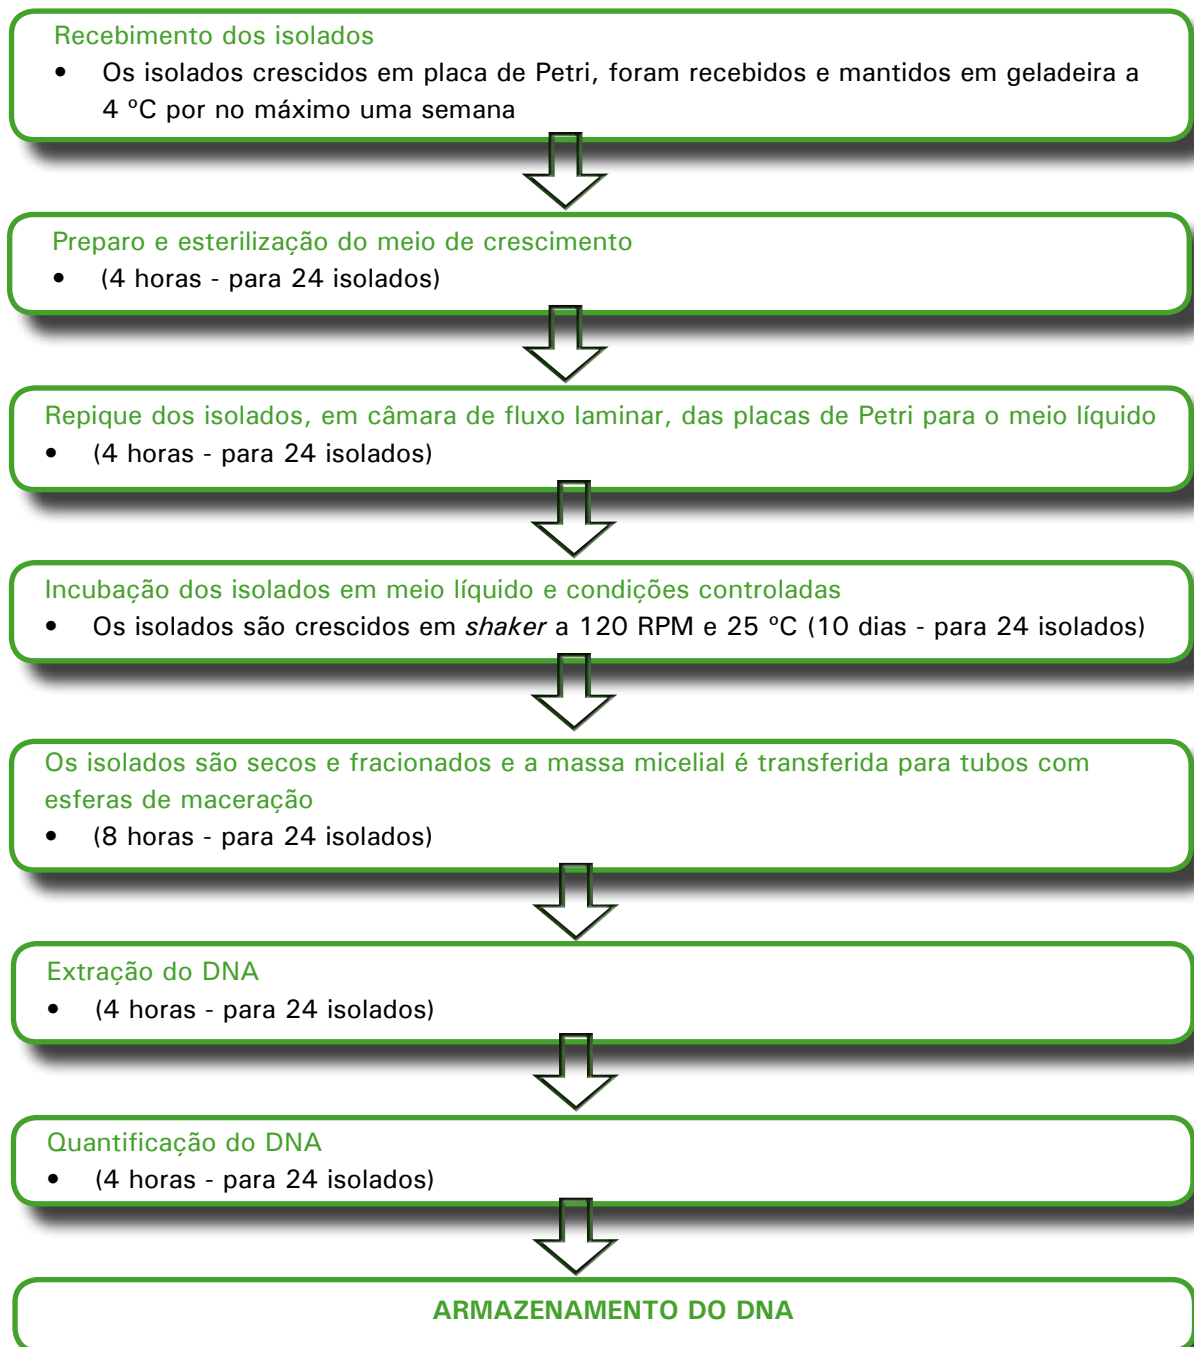 Recebimento dos isolados
• Os isolados crescidos em placa de Petri, foram recebidos e mantidos em geladeira a
4 ºC por no máximo uma semana
Preparo e esterilização do meio de crescimento
• (4 horas - para 24 isolados)
Repique dos isolados, em câmara de fluxo laminar, das placas de Petri para o meio líquido
• (4 horas - para 24 isolados)
Incubação dos isolados em meio líquido e condições controladas
• Os isolados são crescidos em shaker a 120 RPM e 25 ºC (10 dias - para 24 isolados)
Os isolados são secos e fracionados e a massa micelial é transferida para tubos com
esferas de maceração
• (8 horas - para 24 isolados)
Extração do DNA
• (4 horas - para 24 isolados)
Quantificação do DNA
• (4 horas - para 24 isolados)
ARMAZENAMENTO DO DNA